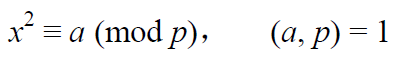 x² ≡ a (mod p)，  (a, p) = 1